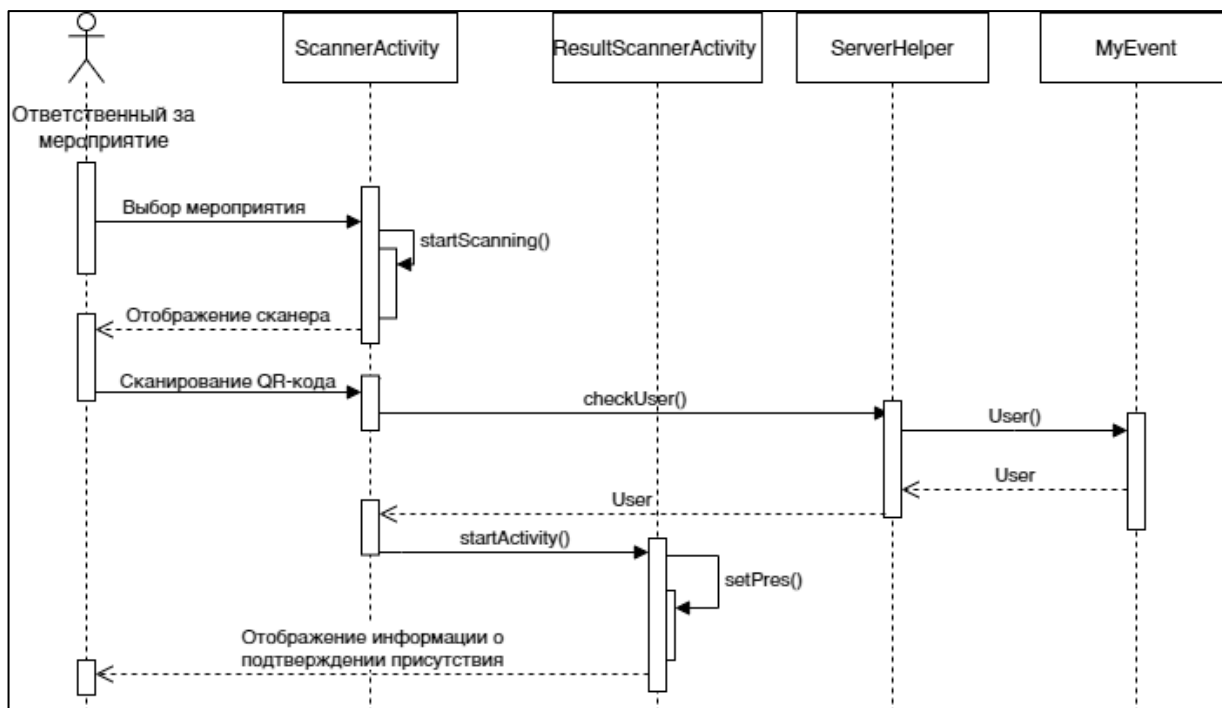 ScannerActivity
ResultScannerActivity
ServerHelper
MyEvent
Ответственный за
мероприятие
Выбор мероприятия
startScanning()
Отображение сканера
Сканирование QR-кода
checkUser()
User()
User
User
startActivity()
setPres()
Отображение информации о
подтверждении присутствия